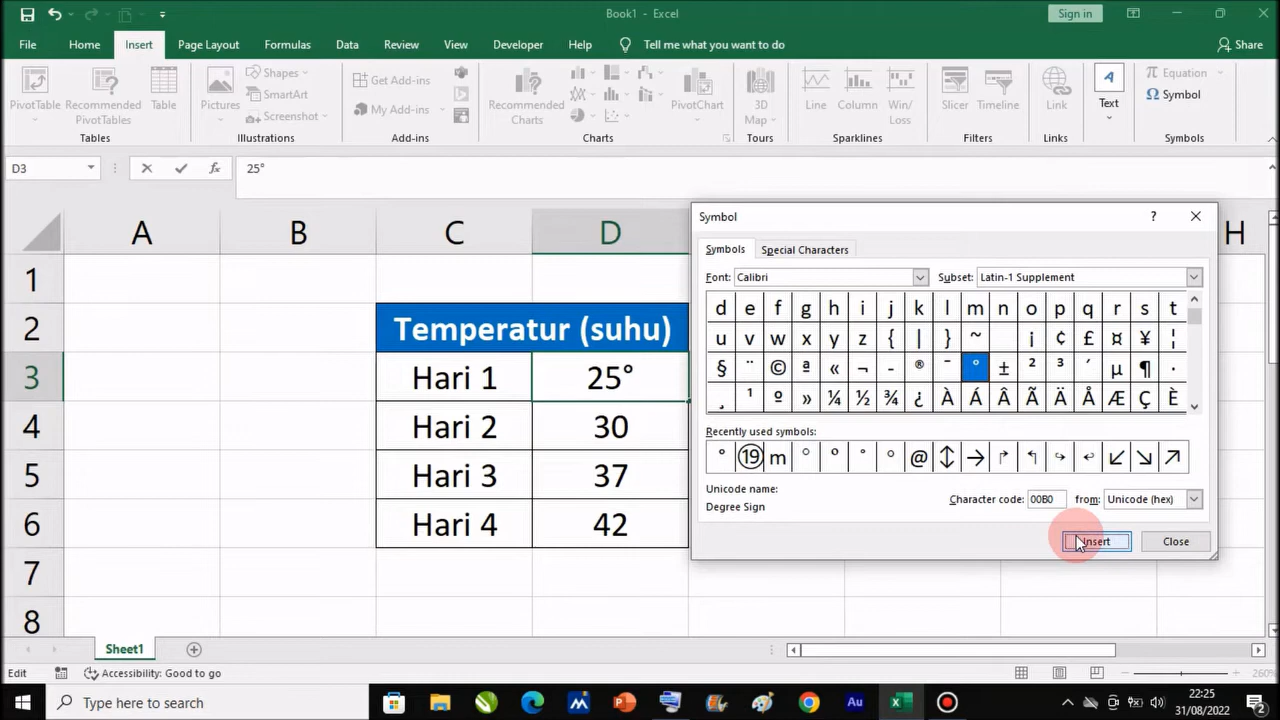 Book1 - Excel
Sign in
File Home Insert Page Layout Formulas Data Review View Developer Help Tell me what you want to do Share
PivotTable Recommended PivotTables Table
Tables
Pictures Shapes SmartArt Screenshot
Illustrations
Get Add-ins
My Add-ins
Add-ins
Recommended Charts PivotChart
Charts
3D Map
Tours
Line Column Win/Loss
Sparklines
Slicer Timeline
Filters
Link
Links
A
Text
Equation
Symbol
Symbols
D3 fx 25°
A B C D H
1
2 Temperatur (suhu)
3 Hari 1 25°
4 Hari 2 30
5 Hari 3 37
6 Hari 4 42
7
8
Symbol ?
Symbols Special Characters
Font: Calibri Subset: Latin-1 Supplement
d e f g h i j k l m n o p q r s t
u v w x y z { | } ~ ¡ ¢ £ ¤ ¥ ¦
§ ¨ © ª « ¬ - ® ¯ ° ± ² ³ ´ µ ¶ ·
¸ ¹ º » ¼ ½ ¾ ¿ À Á Â Ã Ä Å Æ Ç È
Recently used symbols:
° ⑲ m ° º ° ° @ ↕ → ↱ ↰ ↪ ↩ ↙ ↘ ↗
Unicode name:
Degree Sign
Character code: 00B0 from: Unicode (hex)
Insert Close
Sheet1
Edit Accessibility: Good to go 260%
Type here to search
Au
22:25
31/08/2022
2